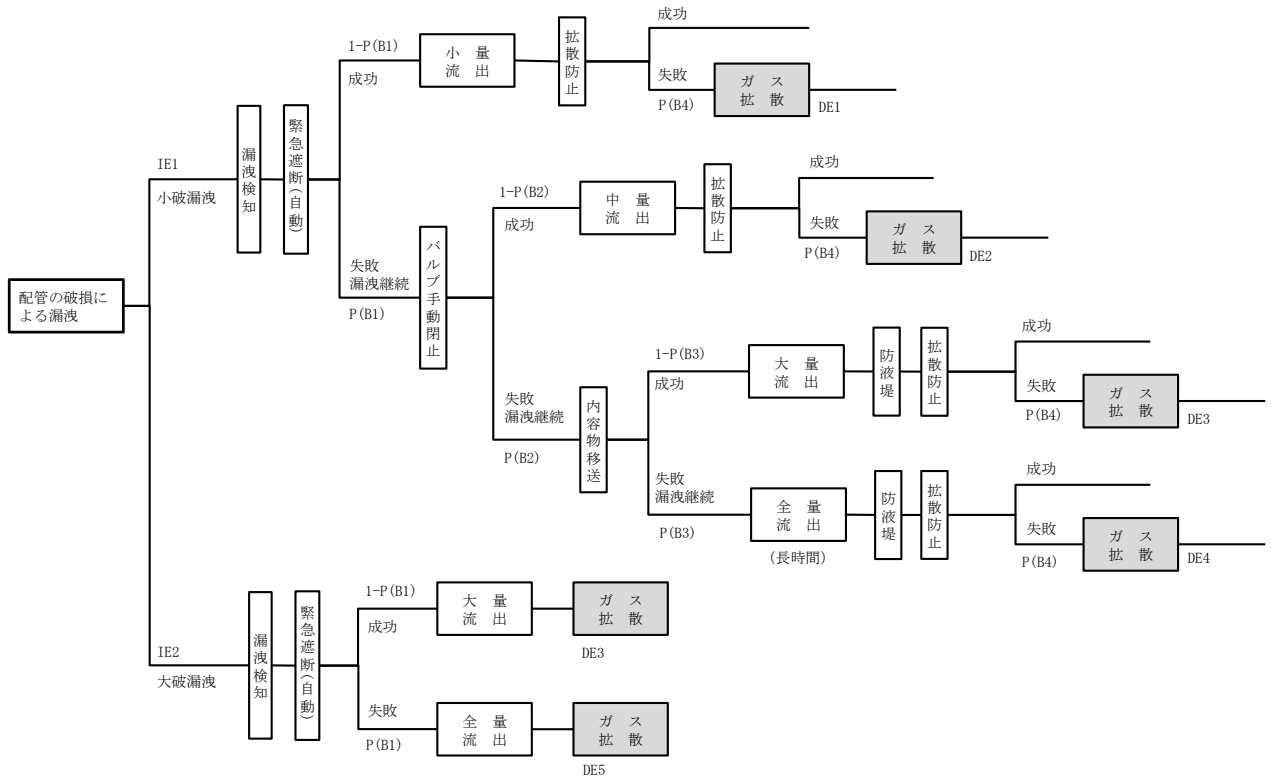 配管の破損に
よる漏洩
IE1
小破漏洩
漏洩検知
緊急遮断(自動)
1-P(B1)
成功
小 量
流 出
拡散防止
成功
失敗
P(B4)
ガ ス
拡 散
DE1
失敗
漏洩継続
P(B1)
バルブ手動閉止
1-P(B2)
成功
中 量
流 出
拡散防止
成功
失敗
P(B4)
ガ ス
拡 散
DE2
失敗
漏洩継続
P(B2)
内容物移送
1-P(B3)
成功
大 量
流 出
防液堤
拡散防止
成功
失敗
P(B4)
ガ ス
拡 散
DE3
失敗
漏洩継続
P(B3)
全 量
流 出
(長時間)
防液堤
拡散防止
成功
失敗
P(B4)
ガ ス
拡 散
DE4
IE2
大破漏洩
漏洩検知
緊急遮断(自動)
1-P(B1)
成功
大 量
流 出
ガ ス
拡 散
DE3
失敗
P(B1)
全 量
流 出
ガ ス
拡 散
DE5